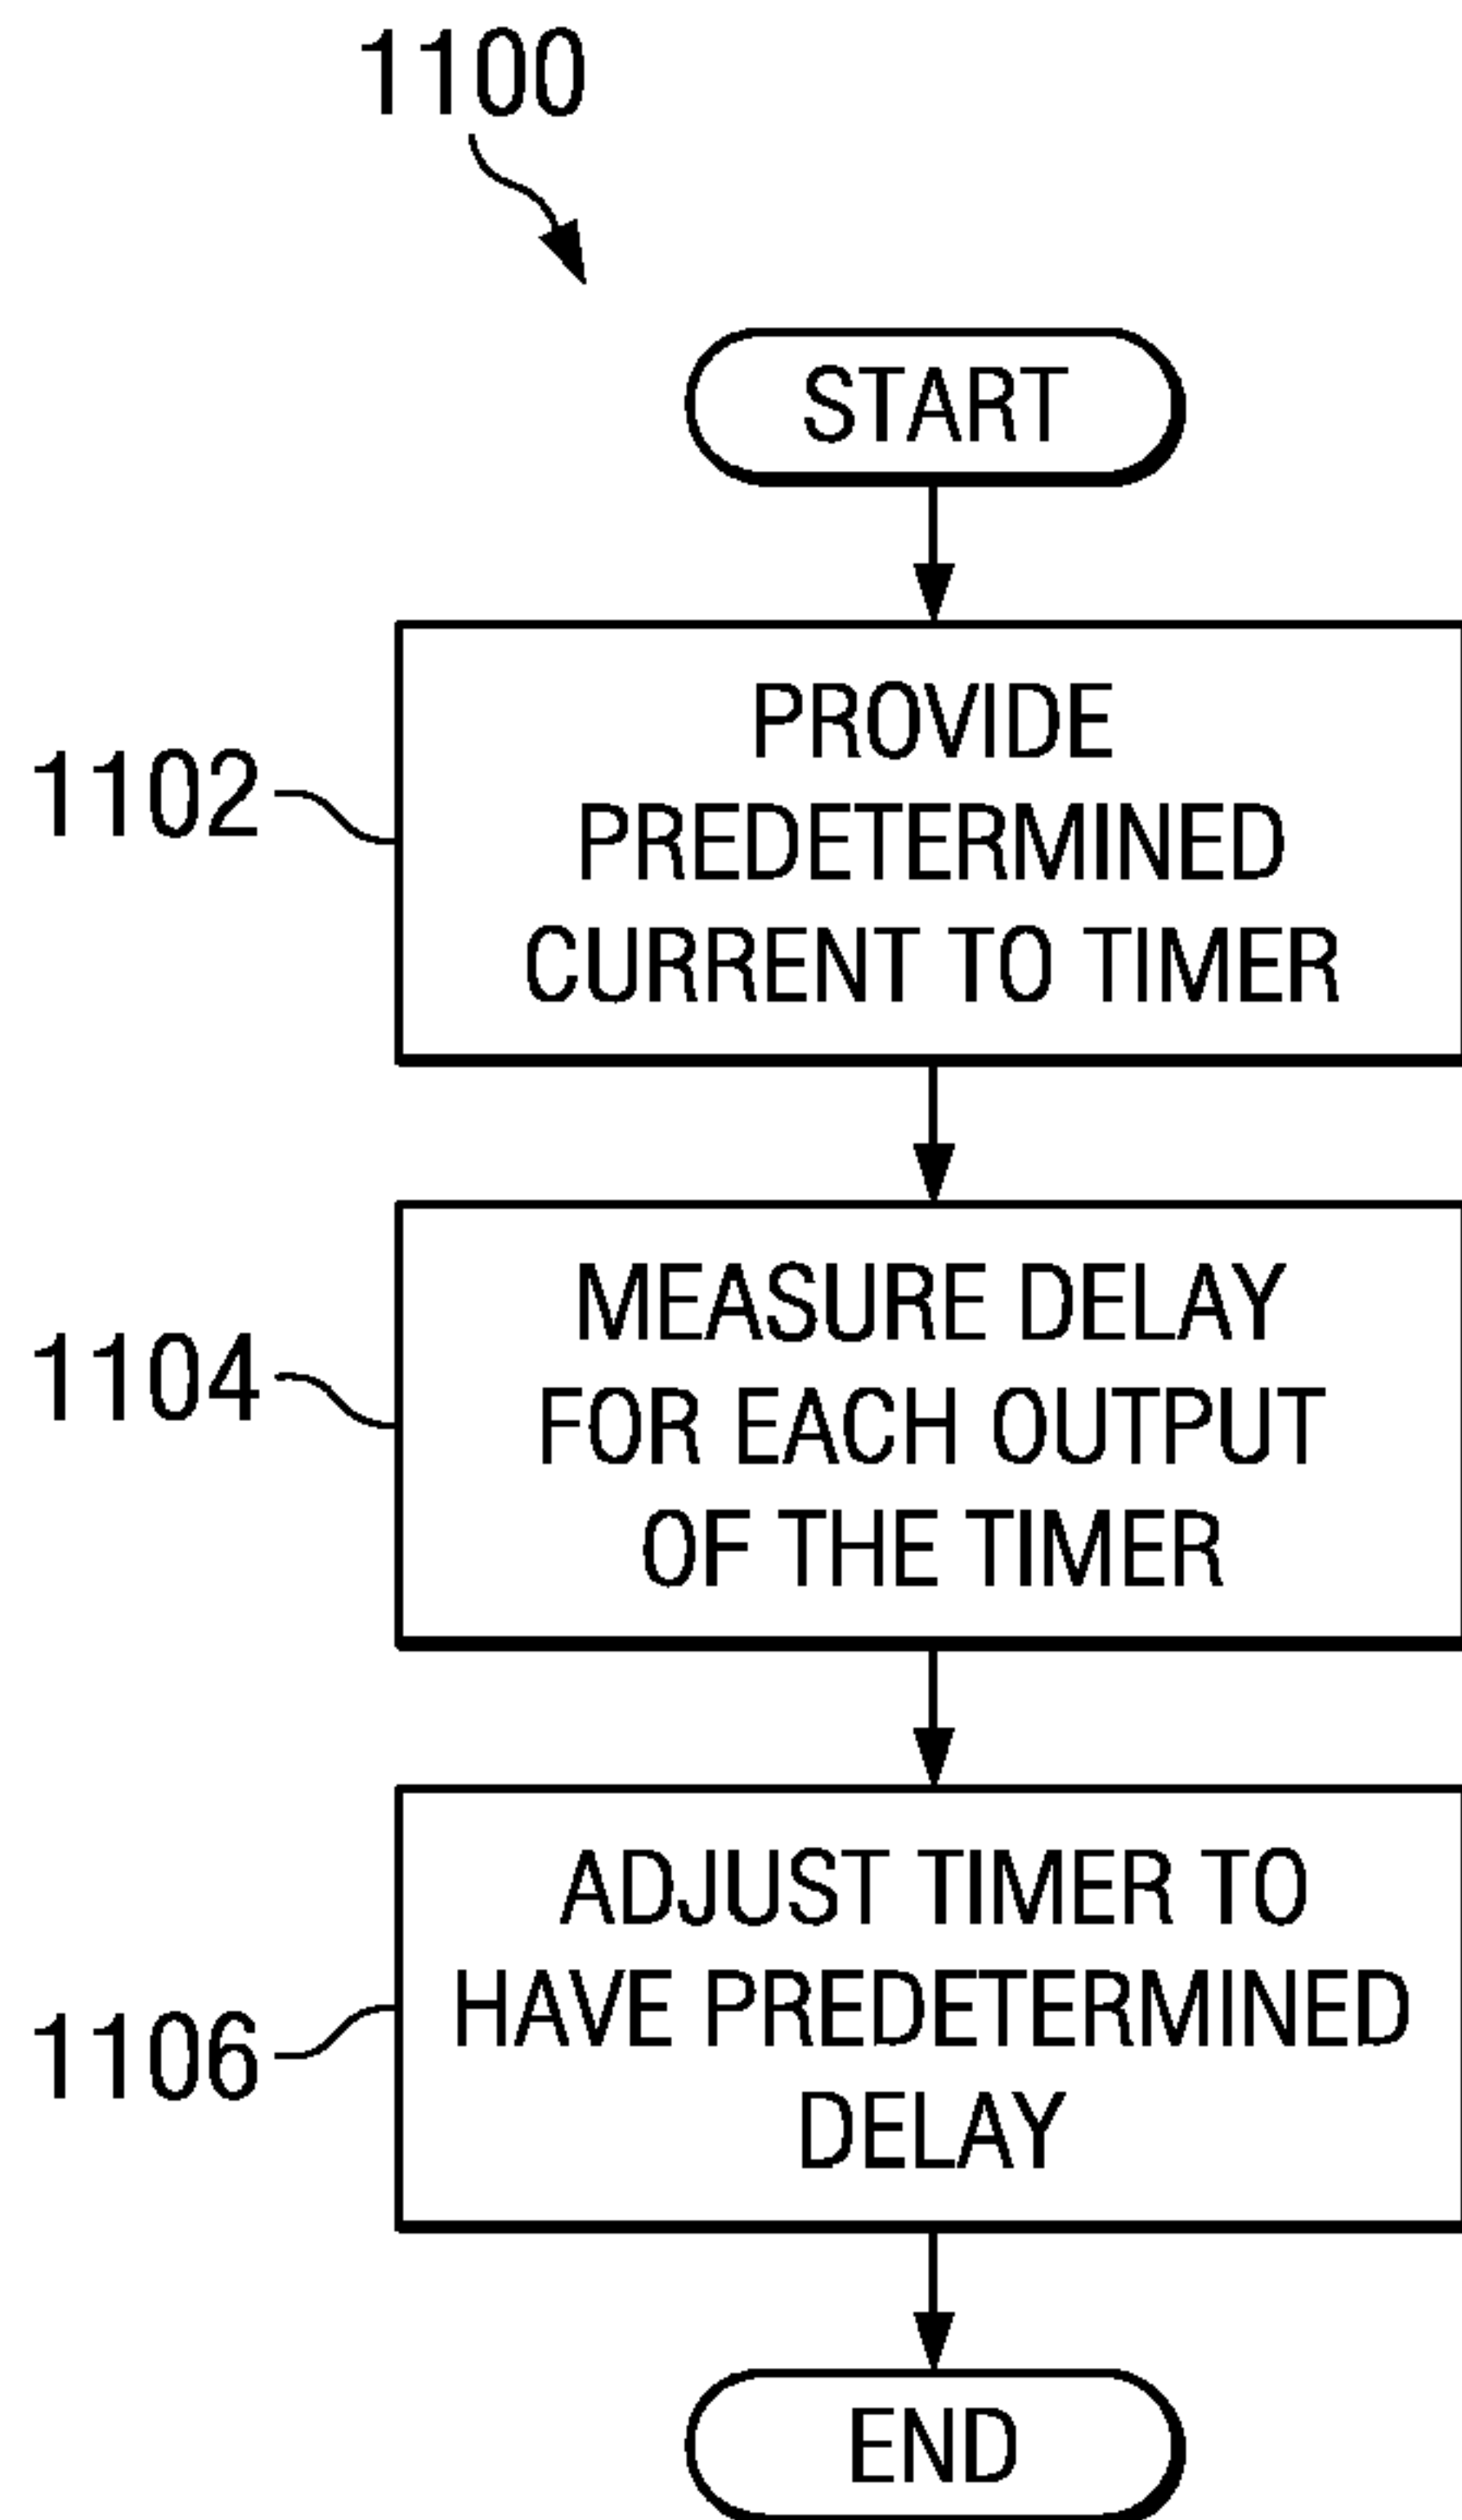 1100
START
1102
PROVIDE
PREDETERMINED
CURRENT TO TIMER
1104
MEASURE DELAY
FOR EACH OUTPUT
OF THE TIMER
1106
ADJUST TIMER TO
HAVE PREDETERMINED
DELAY
END